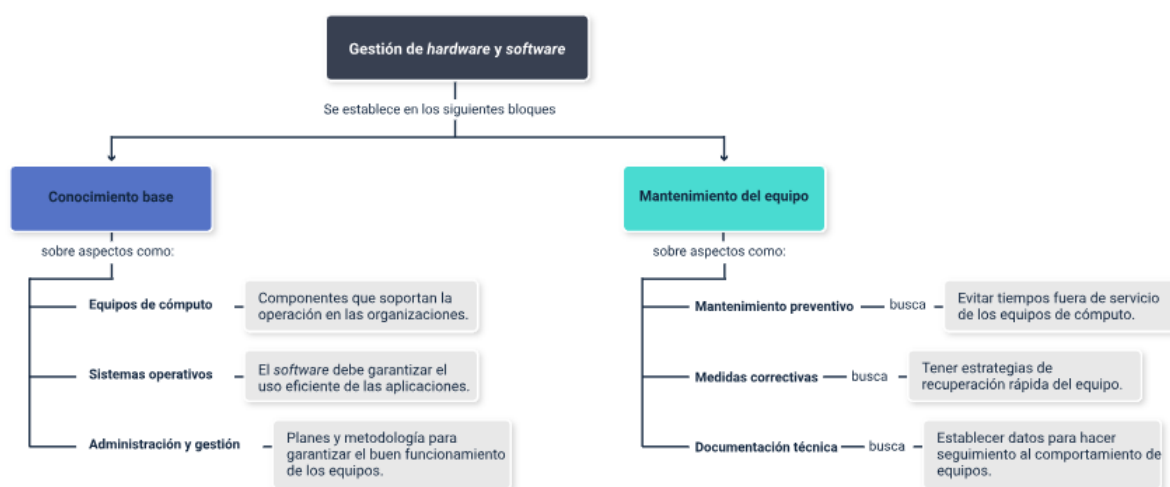 Gestión de hardware y software
Se establece en los siguientes bloques
Conocimiento base
sobre aspectos como:
Equipos de cómputo
Componentes que soportan la
operación en las organizaciones.
Sistemas operativos
El software debe garantizar el
uso eficiente de las aplicaciones.
Administración y gestión
Planes y metodología para
garantizar el buen funcionamiento
de los equipos.
Mantenimiento del equipo
sobre aspectos como:
Mantenimiento preventivo
busca
Evitar tiempos fuera de servicio
de los equipos de cómputo.
Medidas correctivas
busca
Tener estrategias de
recuperación rápida del equipo.
Documentación técnica
busca
Establecer datos para hacer
seguimiento al comportamiento de
equipos.